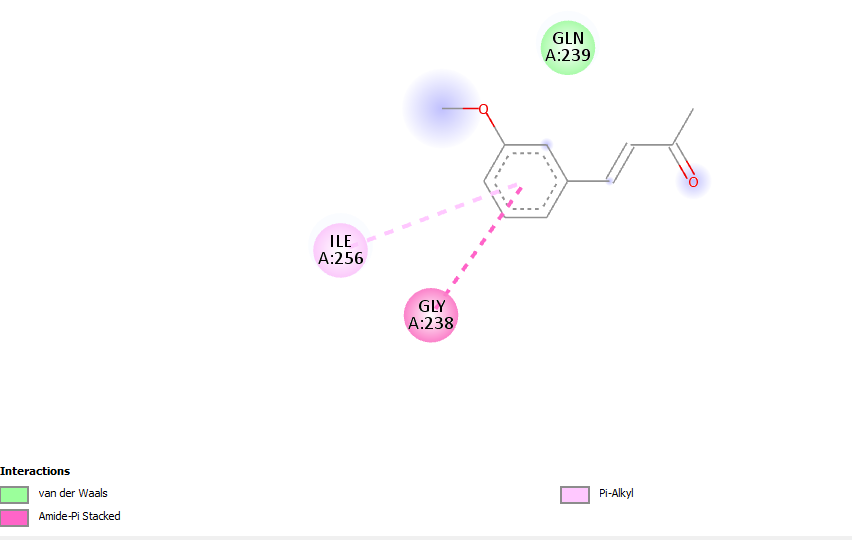 GLN
A:239
O
O
ILE
A:256
GLY
A:238
Interactions
van der Waals
Amide-Pi Stacked
Pi-Alkyl